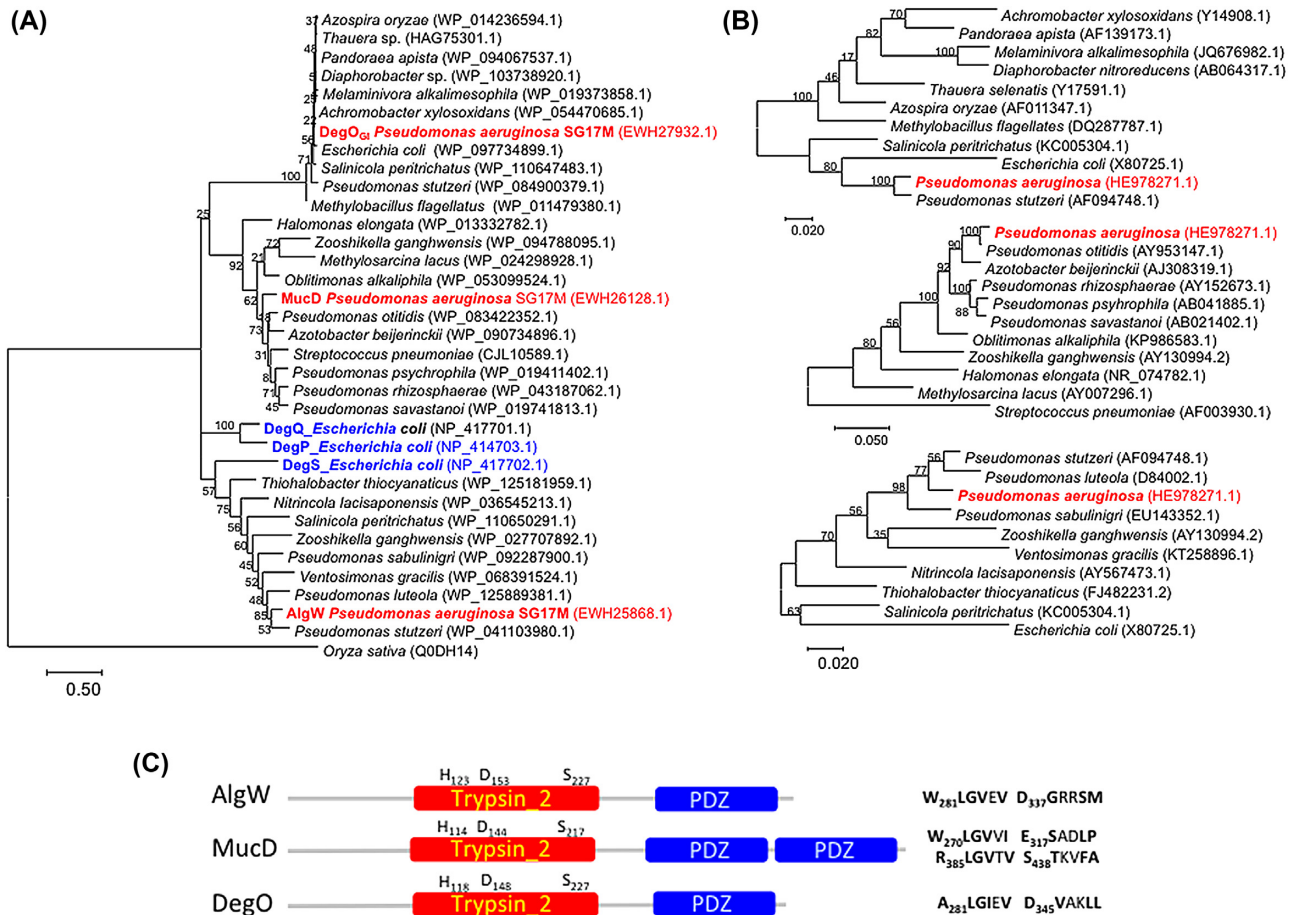 (A)
37
Azospira oryzae (WP_014236594.1)
Thauera sp. (HAG75301.1)
48
Pandoraea apista (WP_094067537.1)
5
Diaphorobacter sp. (WP_103738920.1)
Melaminivora alkalimesophila (WP_019373858.1)
25
Achromobacter xylosoxidans (WP_054470685.1)
22
DegO_GI Pseudomonas aeruginosa SG17M (EWH27932.1)
Escherichia coli (WP_097734899.1)
71
Salinicola peritrichatus (WP_110647483.1)
100
Pseudomonas stutzeri (WP_084900379.1)
Methylobacillus flagellatus (WP_011479380.1)
25
Halomonas elongata (WP_013332782.1)
72
Zooshikella ganghwensis (WP_094788095.1)
21
Methylosarcina lacus (WP_024298928.1)
92
Oblitimonas alkaliphila (WP_053099524.1)
62
MucD Pseudomonas aeruginosa SG17M (EWH26128.1)
Pseudomonas otitidis (WP_083422352.1)
73
Azotobacter beijerinckii (WP_090734896.1)
31
Streptococcus pneumoniae (CJL10589.1)
8
Pseudomonas psychrophila (WP_019411402.1)
71
Pseudomonas rhizosphaerae (WP_043187062.1)
45
Pseudomonas savastanoi (WP_019741813.1)
100
DegQ_Escherichia coli (NP_417701.1)
DegP_Escherichia coli (NP_414703.1)
DegS_Escherichia coli (NP_417702.1)
57
Thiohalobacter thiocyanaticus (WP_125181959.1)
75
Nitrincola lacisaponensis (WP_036545213.1)
56
Salinicola peritrichatus (WP_110650291.1)
60
Zooshikella ganghwensis (WP_027707892.1)
45
Pseudomonas sabulinigri (WP_092287900.1)
52
Ventosimonas gracilis (WP_068391524.1)
48
Pseudomonas luteola (WP_125889381.1)
85
AlgW Pseudomonas aeruginosa SG17M (EWH25868.1)
53
Pseudomonas stutzeri (WP_041103980.1)
Oryza sativa (Q0DH14)
0.50
(B)
70
Achromobacter xylosoxidans (Y14908.1)
82
Pandoraea apista (AF139173.1)
17
100
Melaminivora alkalimesophila (JQ676982.1)
Diaphorobacter nitroreducens (AB064317.1)
46
Thauera selenatis (Y17591.1)
100
Azospira oryzae (AF011347.1)
Methylobacillus flagellates (DQ287787.1)
Salinicola peritrichatus (KC005304.1)
80
Escherichia coli (X80725.1)
100
Pseudomonas aeruginosa (HE978271.1)
Pseudomonas stutzeri (AF094748.1)
0.020
100
Pseudomonas aeruginosa (HE978271.1)
90
Pseudomonas otitidis (AY953147.1)
92
Azotobacter beijerinckii (AJ308319.1)
100
100
Pseudomonas rhizosphaerae (AY152673.1)
88
Pseudomonas psyhrophila (AB041885.1)
Pseudomonas savastanoi (AB021402.1)
56
Oblitimonas alkaliphila (KP986583.1)
80
Zooshikella ganghwensis (AY130994.2)
Halomonas elongata (NR_074782.1)
Methylosarcina lacus (AY007296.1)
Streptococcus pneumoniae (AF003930.1)
0.050
56
Pseudomonas stutzeri (AF094748.1)
77
Pseudomonas luteola (D84002.1)
98
Pseudomonas aeruginosa (HE978271.1)
56
Pseudomonas sabulinigri (EU143352.1)
35
Zooshikella ganghwensis (AY130994.2)
70
Ventosimonas gracilis (KT258896.1)
Nitrincola lacisaponensis (AY567473.1)
Thiohalobacter thiocyanaticus (FJ482231.2)
63
Salinicola peritrichatus (KC005304.1)
Escherichia coli (X80725.1)
0.020
(C)
H123 D153 S227
AlgW Trypsin_2 PDZ W281LGVEV D337GRRSM
H114 D144 S217
MucD Trypsin_2 PDZ PDZ W270LGVVI E317SADLP
R385LGVTV S438TKVFA
H118 D148 S227
DegO Trypsin_2 PDZ A281LGIEV D345VAKLL